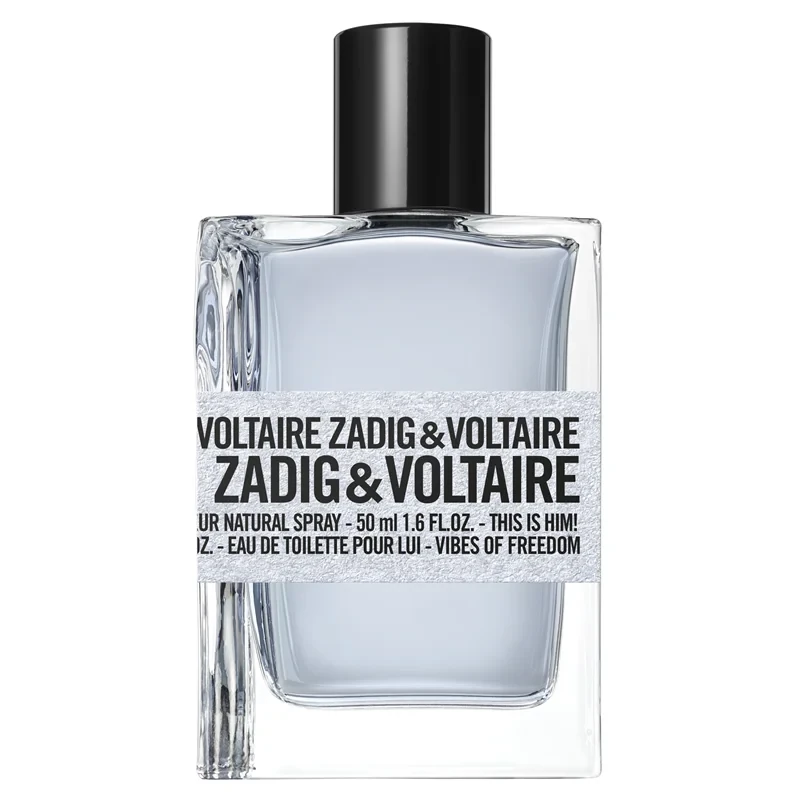 VOLTAIRE ZADIG&VOLTAIRE
ZADIG&VOLTAIRE
UR NATURAL SPRAY - 50 ml 1.6 FL.OZ. - THIS IS HIM!
OZ. - EAU DE TOILETTE POUR LUI - VIBES OF FREEDOM